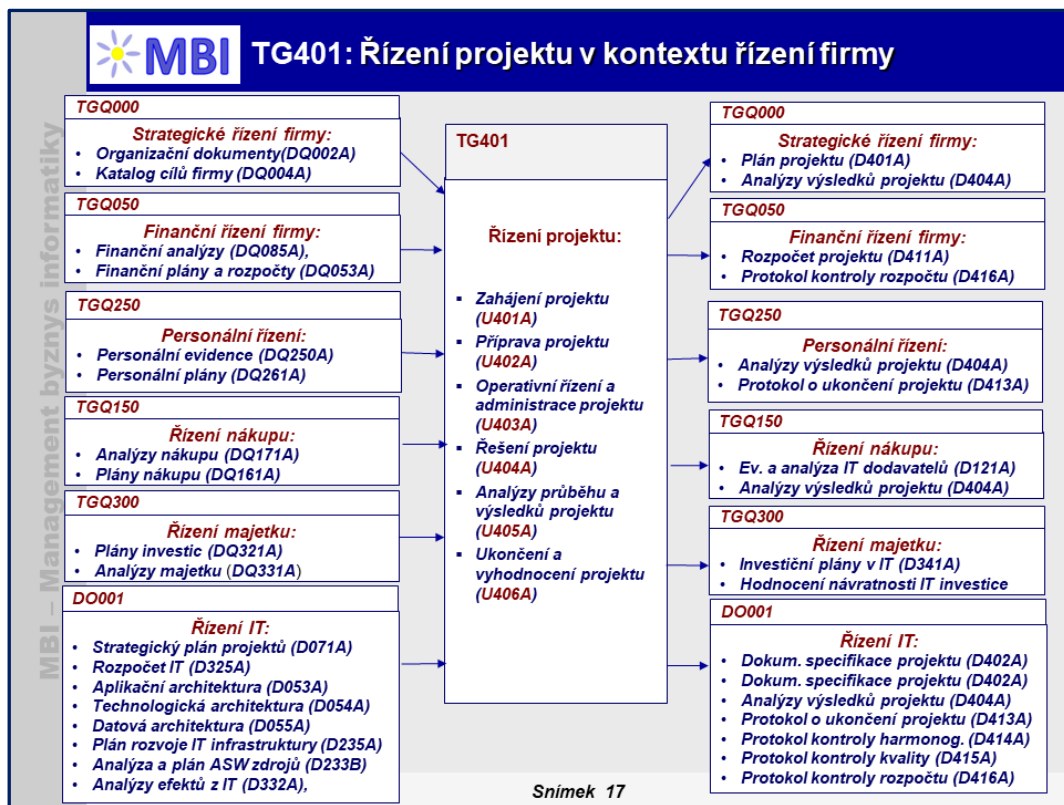 MBI
TG401: Řízení projektu v kontextu řízení firmy
MBI – Management byznys informatiky
TGQ000
Strategické řízení firmy:
• Organizační dokumenty(DQ002A)
• Katalog cílů firmy (DQ004A)
TGQ050
Finanční řízení firmy:
• Finanční analýzy (DQ085A),
• Finanční plány a rozpočty (DQ053A)
TGQ250
Personální řízení:
• Personální evidence (DQ250A)
• Personální plány (DQ261A)
TGQ150
Řízení nákupu:
• Analýzy nákupu (DQ171A)
• Plány nákupu (DQ161A)
TGQ300
Řízení majetku:
• Plány investic (DQ321A)
• Analýzy majetku (DQ331A)
DO001
Řízení IT:
• Strategický plán projektů (D071A)
• Rozpočet IT (D325A)
• Aplikační architektura (D053A)
• Technologická architektura (D054A)
• Datová architektura (D055A)
• Plán rozvoje IT infrastruktury (D235A)
• Analýza a plán ASW zdrojů (D233B)
• Analýzy efektů z IT (D332A),
TG401
Řízení projektu:
▪ Zahájení projektu
(U401A)
▪ Příprava projektu
(U402A)
▪ Operativní řízení a
administrace projektu
(U403A)
▪ Řešení projektu
(U404A)
▪ Analýzy průběhu a
výsledků projektu
(U405A)
▪ Ukončení a
vyhodnocení projektu
(U406A)
TGQ000
Strategické řízení firmy:
• Plán projektu (D401A)
• Analýzy výsledků projektu (D404A)
TGQ050
Finanční řízení firmy:
• Rozpočet projektu (D411A)
• Protokol kontroly rozpočtu (D416A)
TGQ250
Personální řízení:
• Analýzy výsledků projektu (D404A)
• Protokol o ukončení projektu (D413A)
TGQ150
Řízení nákupu:
• Ev. a analýza IT dodavatelů (D121A)
• Analýzy výsledků projektu (D404A)
TGQ300
Řízení majetku:
• Investiční plány v IT (D341A)
• Hodnocení návratnosti IT investice
DO001
Řízení IT:
• Dokum. specifikace projektu (D402A)
• Dokum. specifikace projektu (D402A)
• Analýzy výsledků projektu (D404A)
• Protokol o ukončení projektu (D413A)
• Protokol kontroly harmonog. (D414A)
• Protokol kontroly kvality (D415A)
• Protokol kontroly rozpočtu (D416A)
Snímek 17